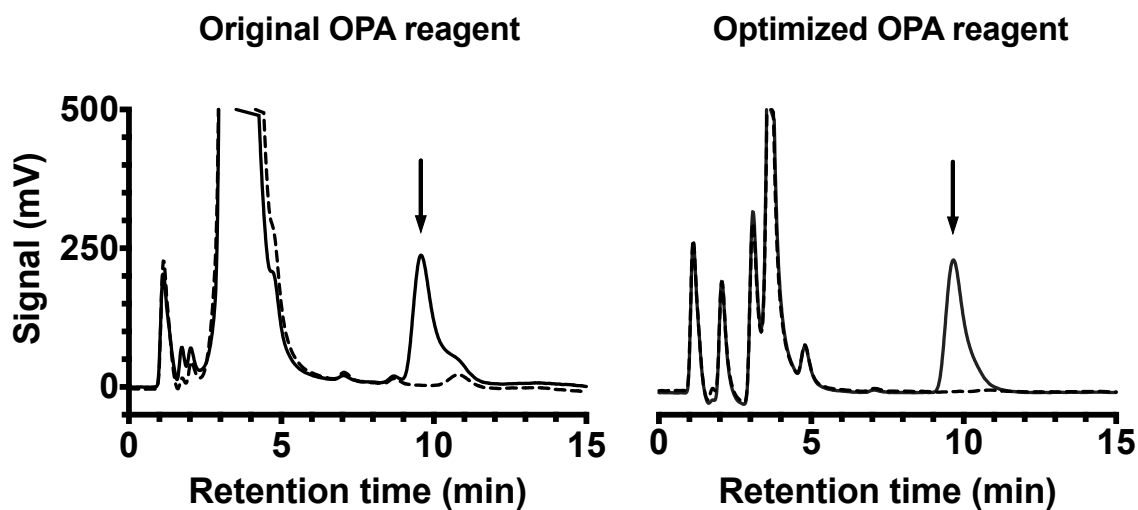 Original OPA reagent
Optimized OPA reagent
Signal (mV)
500
250
0
0 5 10 15
0 5 10 15
Retention time (min)
Retention time (min)